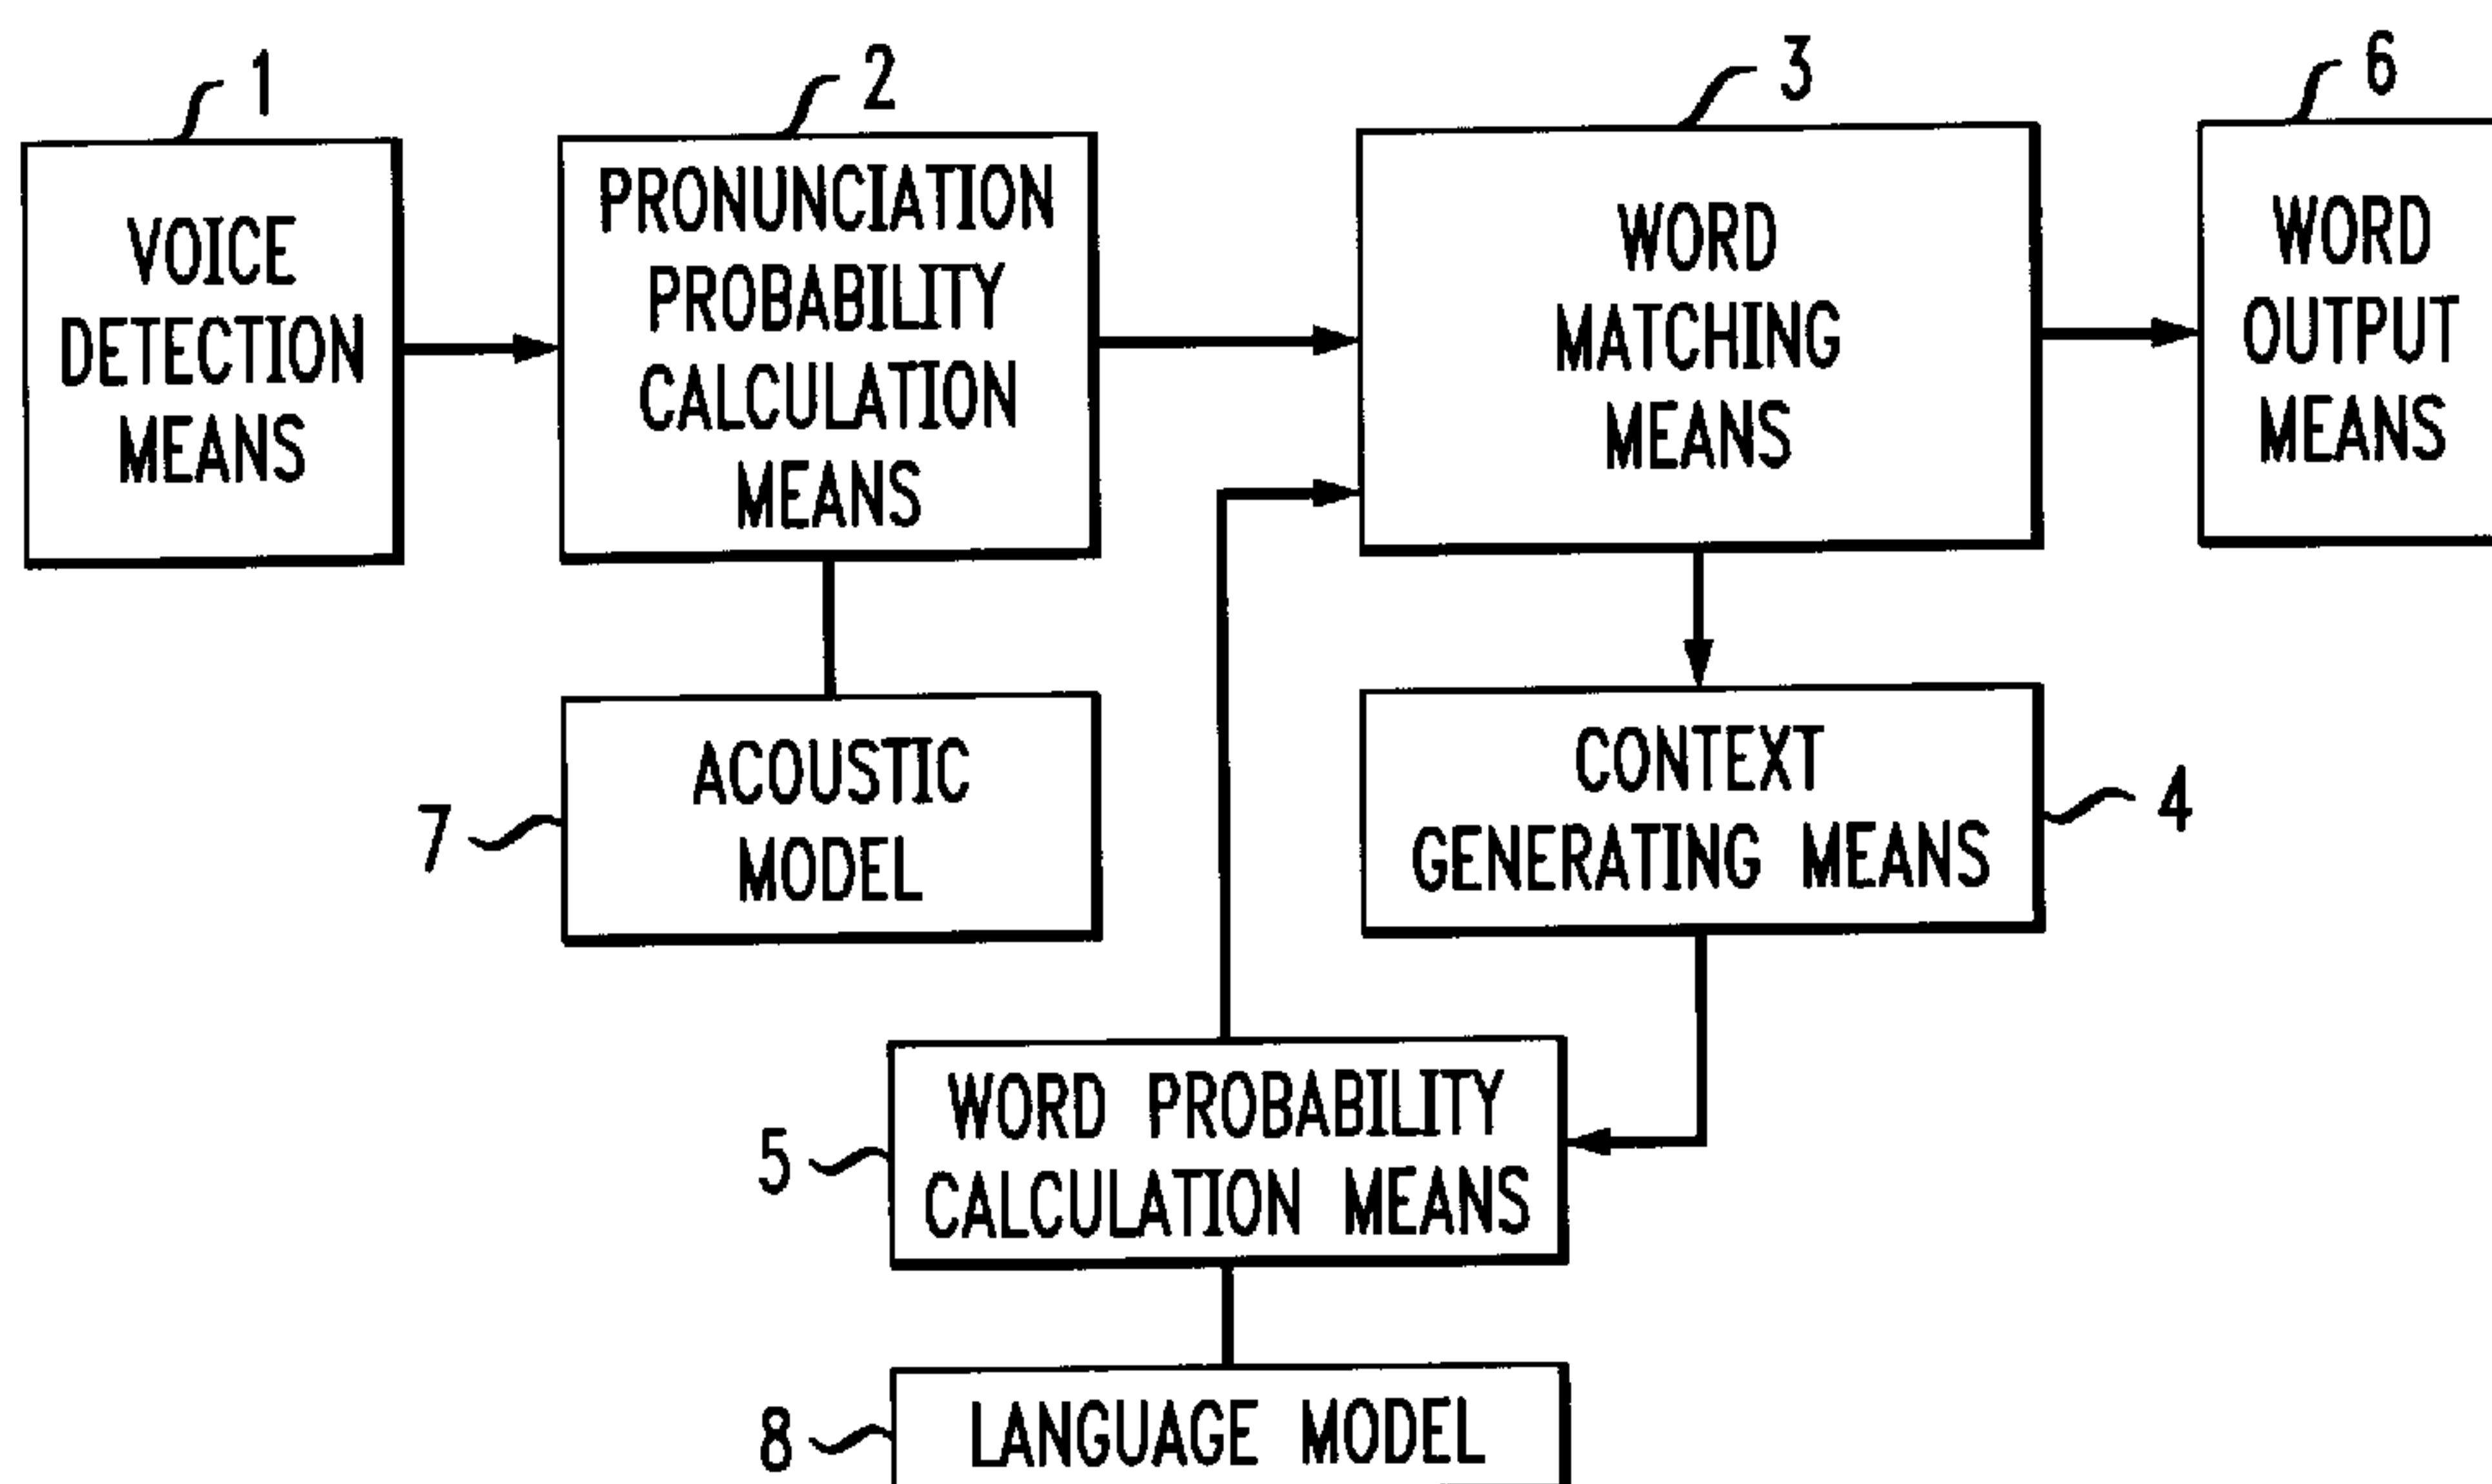 1
2
3
6
VOICE
DETECTION
MEANS
PRONUNCIATION
PROBABILITY
CALCULATION
MEANS
WORD
MATCHING
MEANS
WORD
OUTPUT
MEANS
7
ACOUSTIC
MODEL
CONTEXT
GENERATING MEANS
4
5
WORD PROBABILITY
CALCULATION MEANS
8
LANGUAGE MODEL